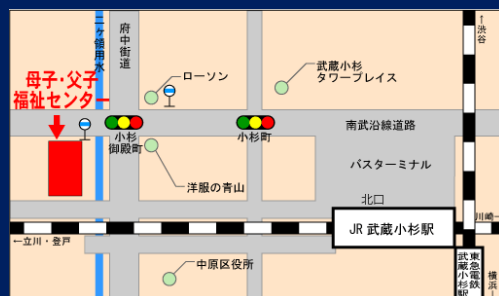 二ヶ領用水
府中街道
↑渋谷
ローソン
武蔵小杉
タワープレイス
母子・父子
福祉センター
小杉
御殿町
小杉町
南武沿線道路
バスターミナル
洋服の青山
北口
JR 武蔵小杉駅
川崎→
←立川・登戸
中原区役所
東急電鉄
武蔵小杉駅
横浜→